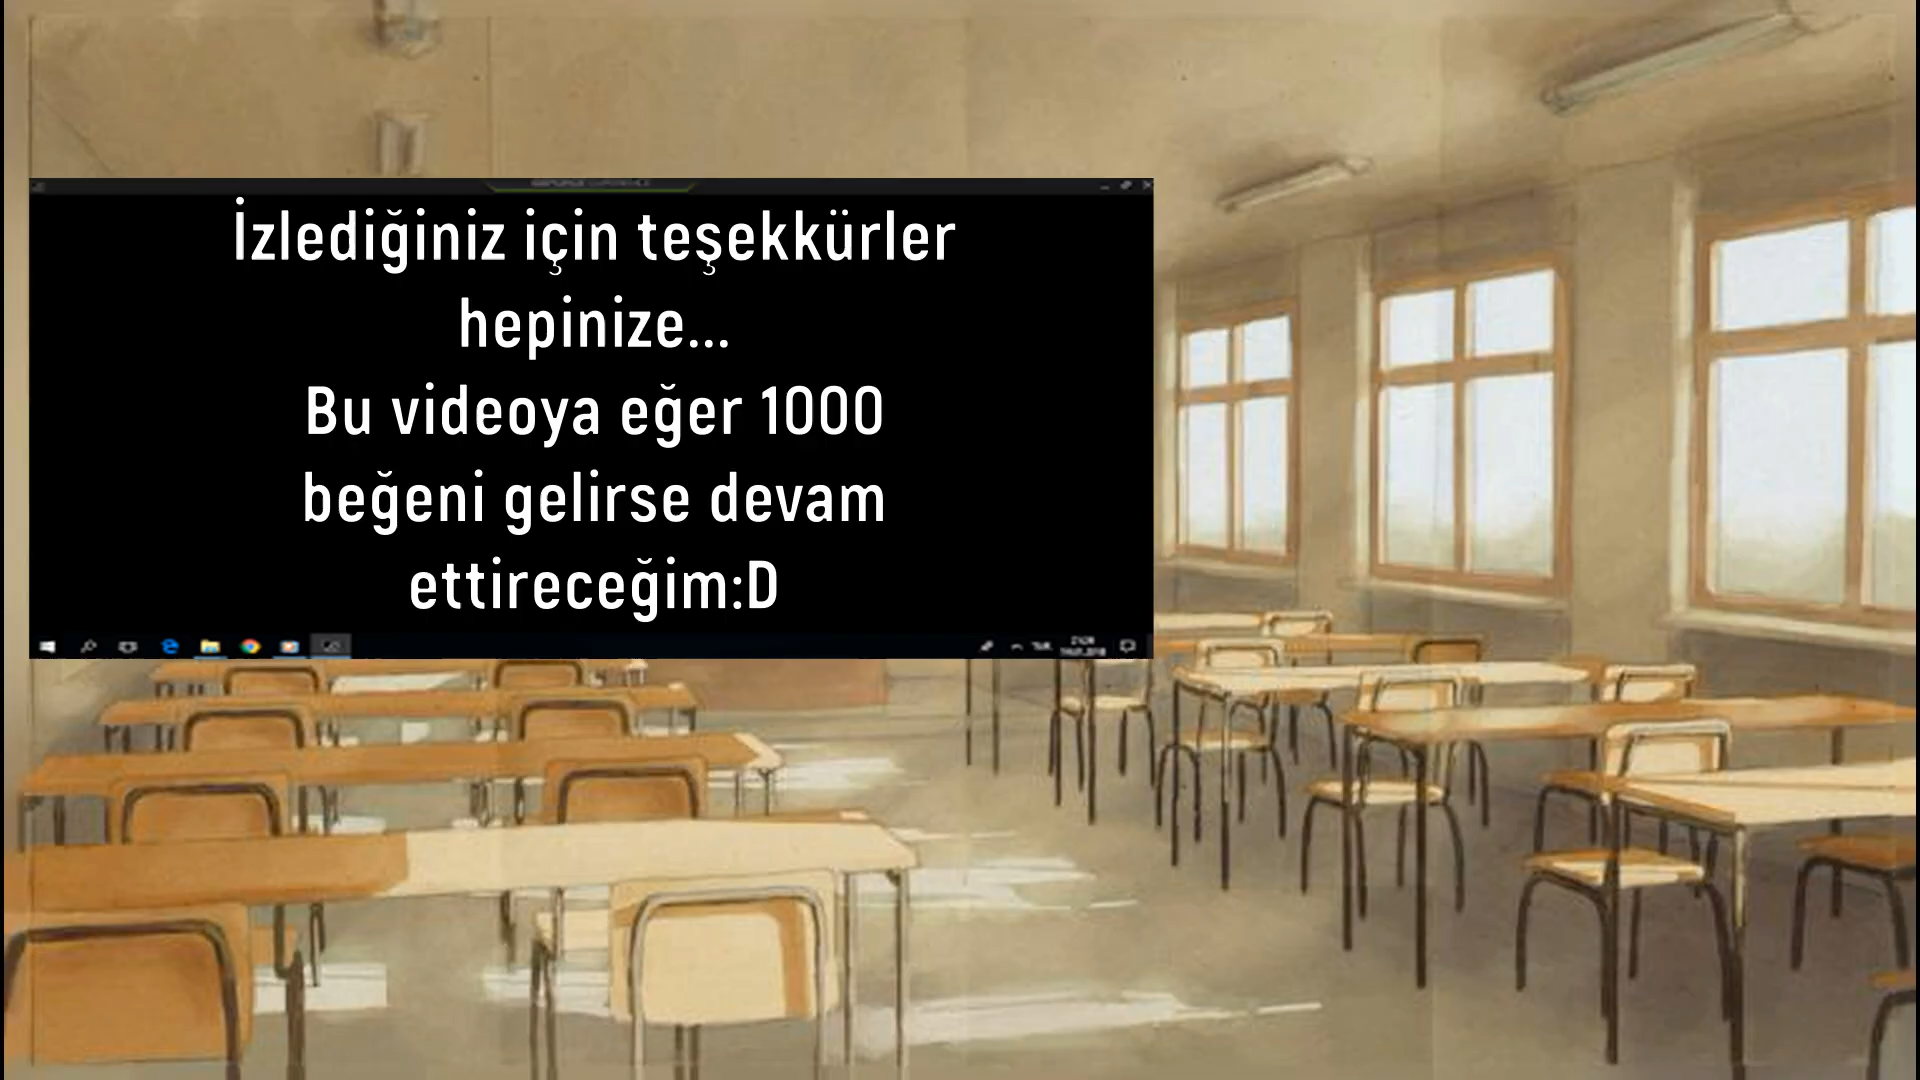 İzlediğiniz için teşekkürler
hepinize...
Bu videoya eğer 1000
beğeni gelirse devam
ettireceğim:D